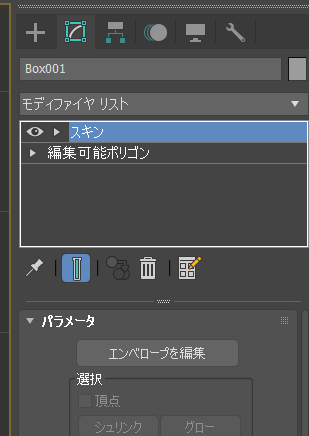 Box001
モディファイヤ リスト
スキン
編集可能ポリゴン
パラメータ
エンベロープを編集
選択
頂点
シュリンク グロー